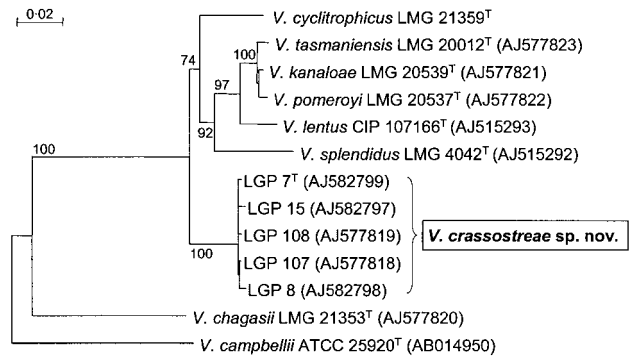 0·02
V. cyclitrophicus LMG 21359ᵀ
74
V. tasmaniensis LMG 20012ᵀ (AJ577823)
100
V. kanaloae LMG 20539ᵀ (AJ577821)
97
V. pomeroyi LMG 20537ᵀ (AJ577822)
V. lentus CIP 107166ᵀ (AJ515293)
92
100
V. splendidus LMG 4042ᵀ (AJ515292)
LGP 7ᵀ (AJ582799)
LGP 15 (AJ582797)
LGP 108 (AJ577819)
V. crassostreae sp. nov.
100
LGP 107 (AJ577818)
LGP 8 (AJ582798)
V. chagasii LMG 21353ᵀ (AJ577820)
V. campbellii ATCC 25920ᵀ (AB014950)